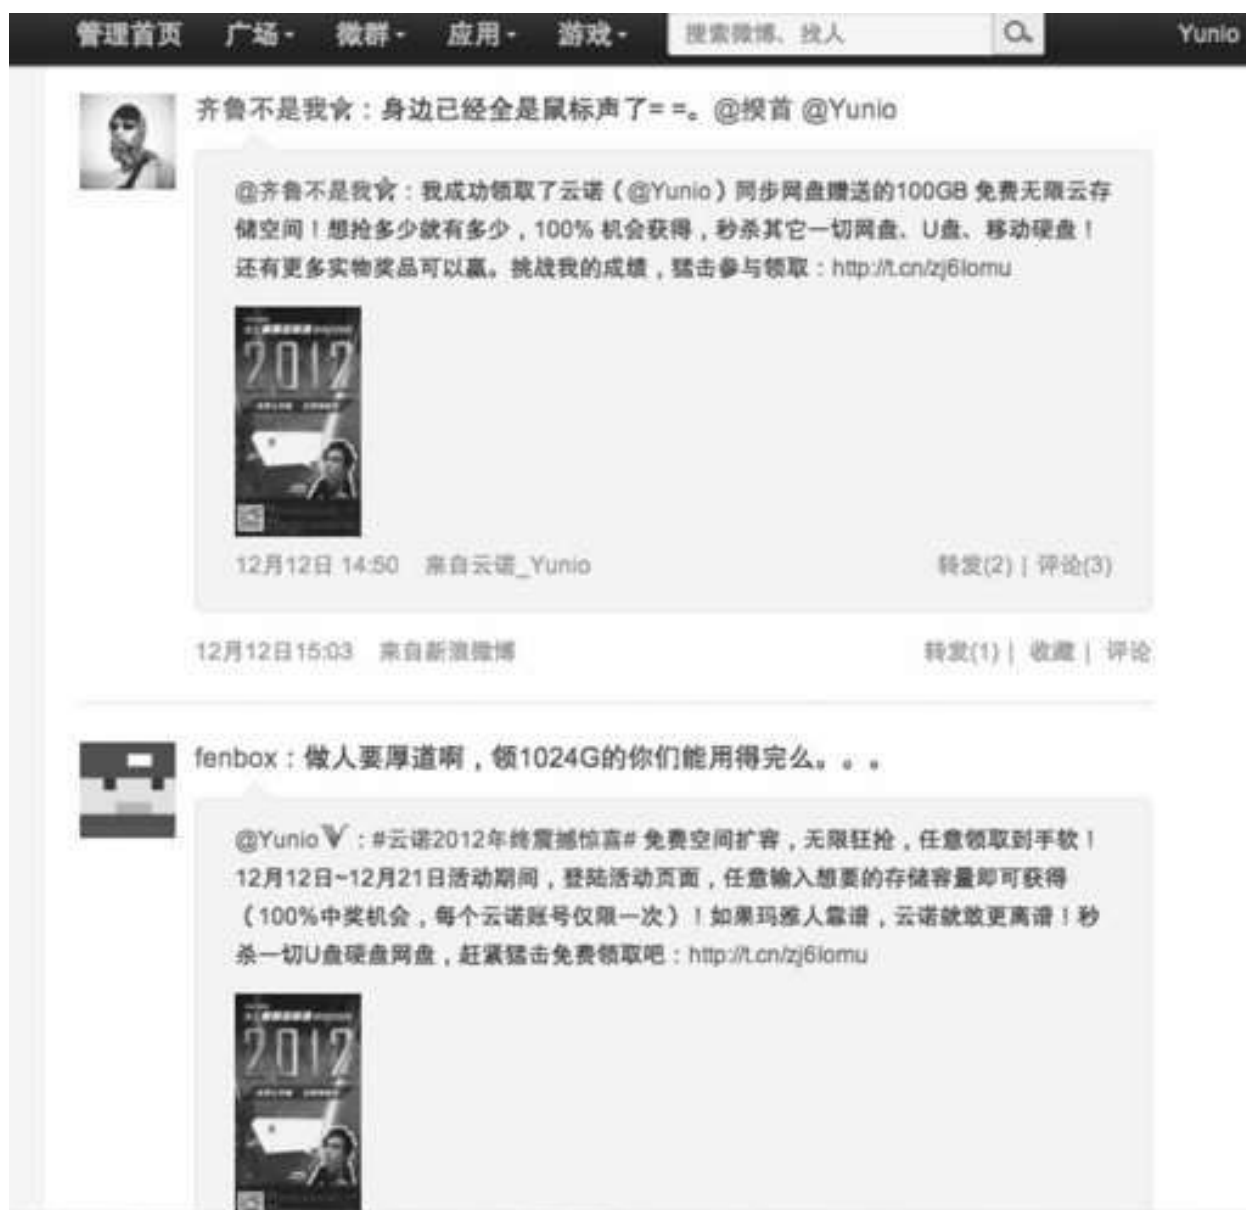 管理首页 广场 微群 应用 游戏 搜索微博、找人 Yunio
齐鲁不是我: 身边已经全是鼠标声了= =。@揆首 @Yunio
@齐鲁不是我: 我成功领取了云诺(@Yunio)同步网盘赠送的100GB 免费无限云存
储空间!想抢多少就有多少,100% 机会获得,秒杀其它一切网盘、U盘、移动硬盘!
还有更多实物奖品可以赢。挑战我的成绩,猛击参与领取:http://t.cn/zj6lomu
2012
12月12日 14:50 来自云诺_Yunio 转发(2) | 评论(3)
12月12日15:03 来自新浪微博 转发(1) | 收藏 | 评论
fenbox:做人要厚道啊,领1024G的你们能用得完么。。。
@Yunio:#云诺2012年终震撼惊喜# 免费空间扩容,无限狂抢,任意领取到手软!
12月12日~12月21日活动期间,登陆活动页面,任意输入想要的存储容量即可获得
(100%中奖机会,每个云诺账号仅限一次)!如果玛雅人靠谱,云诺就敢更离谱!秒
杀一切U盘硬盘网盘,赶紧猛击免费领取吧:http://t.cn/zj6lomu
2012